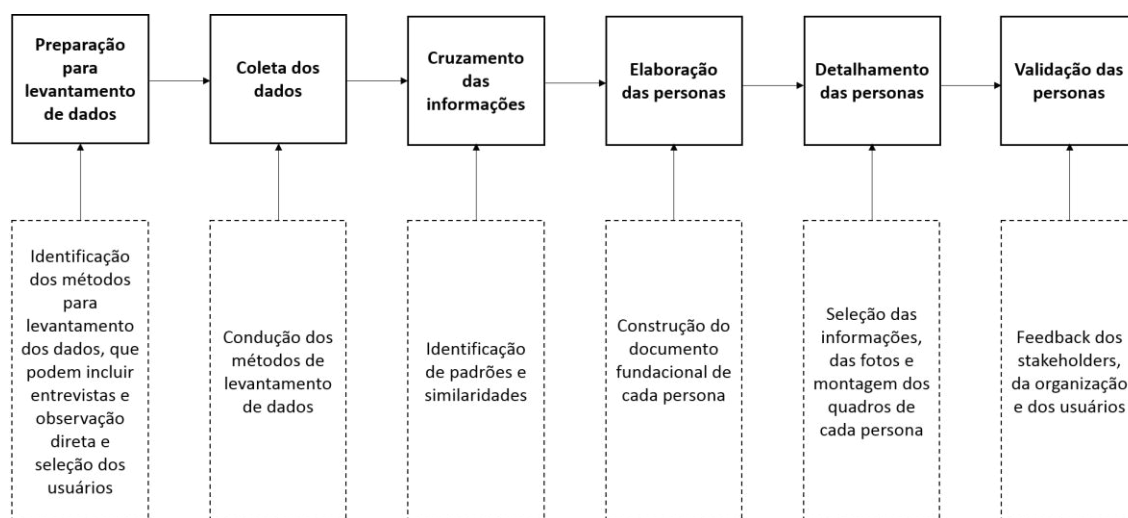 Preparação
para
levantamento
de dados
Coleta dos
dados
Cruzamento
das
informações
Elaboração
das personas
Detalhamento
das personas
Validação das
personas
Identificação
dos métodos
para
levantamento
dos dados, que
podem incluir
entrevistas e
observação
direta e
seleção dos
usuários
Condução dos
métodos de
levantamento
de dados
Identificação
de padrões e
similaridades
Construção do
documento
fundacional de
cada persona
Seleção das
informações,
das fotos e
montagem dos
quadros de
cada persona
Feedback dos
stakeholders,
da organização
e dos usuários